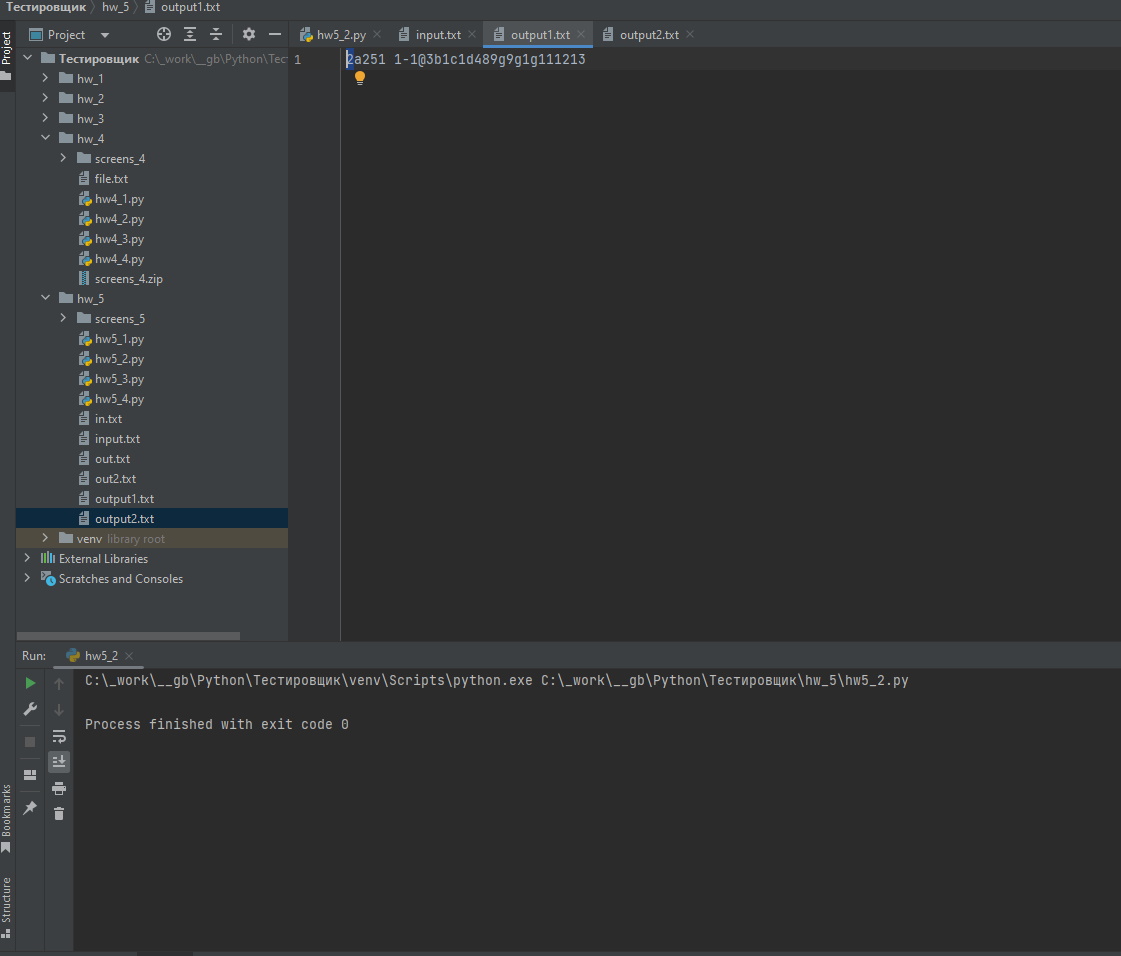 Тестировщик hw_5 output1.txt
Project
Project
hw5_2.py input.txt output1.txt output2.txt
Тестировщик C:\_work\__gb\Python\Тест
hw_1
hw_2
hw_3
hw_4
screens_4
file.txt
hw4_1.py
hw4_2.py
hw4_3.py
hw4_4.py
screens_4.zip
hw_5
screens_5
hw5_1.py
hw5_2.py
hw5_3.py
hw5_4.py
in.txt
input.txt
out.txt
out2.txt
output1.txt
output2.txt
venv library root
External Libraries
Scratches and Consoles
1 2a251 1-1@3b1c1d489g9g1g111213
Run: hw5_2
C:\_work\__gb\Python\Тестировщик\venv\Scripts\python.exe C:\_work\__gb\Python\Тестировщик\hw_5\hw5_2.py
Process finished with exit code 0
Bookmarks
Structure